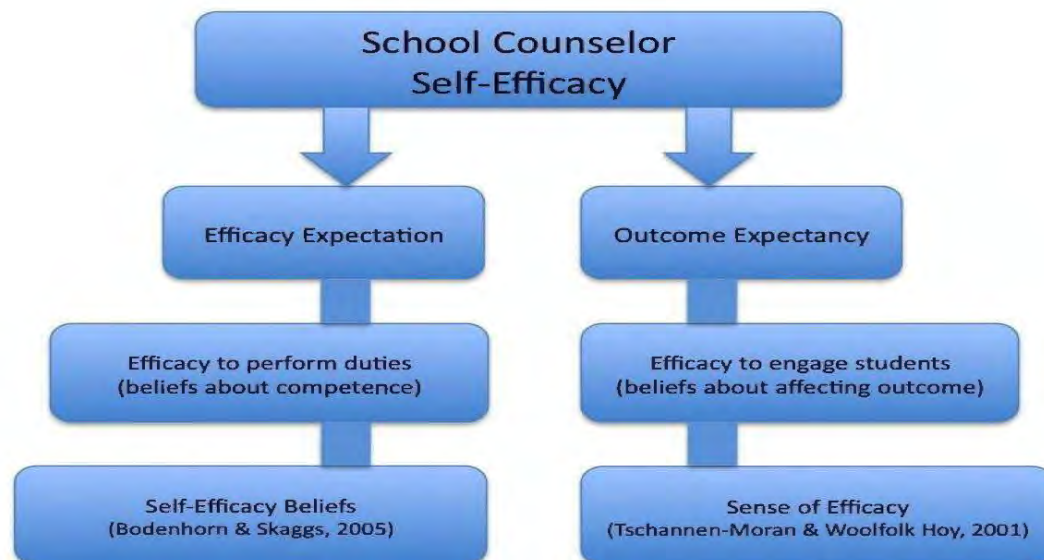 School Counselor
Self-Efficacy
Efficacy Expectation
Outcome Expectancy
Efficacy to perform duties
(beliefs about competence)
Efficacy to engage students
(beliefs about affecting outcome)
Self-Efficacy Beliefs
(Bodenhorn & Skaggs, 2005)
Sense of Efficacy
(Tschannen-Moran & Woolfolk Hoy, 2001)